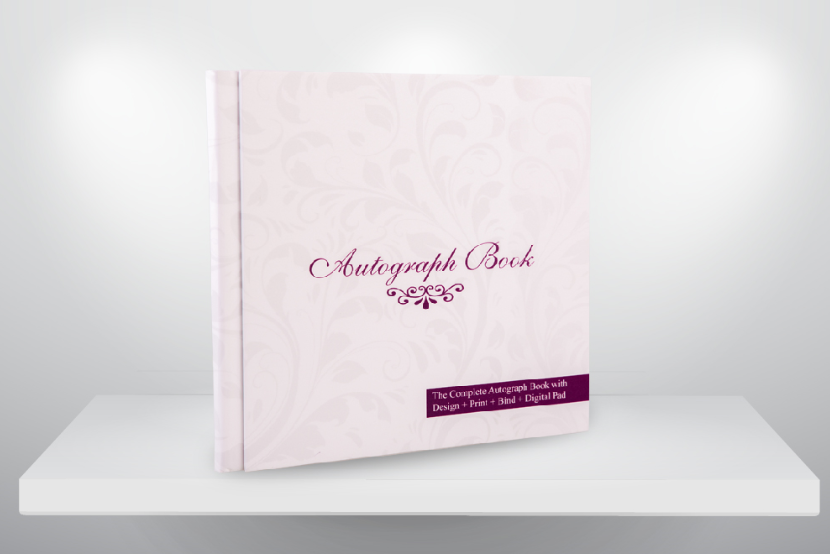 Autograph Book
The Complete Autograph Book with
Design + Print + Bind + Digital Pad